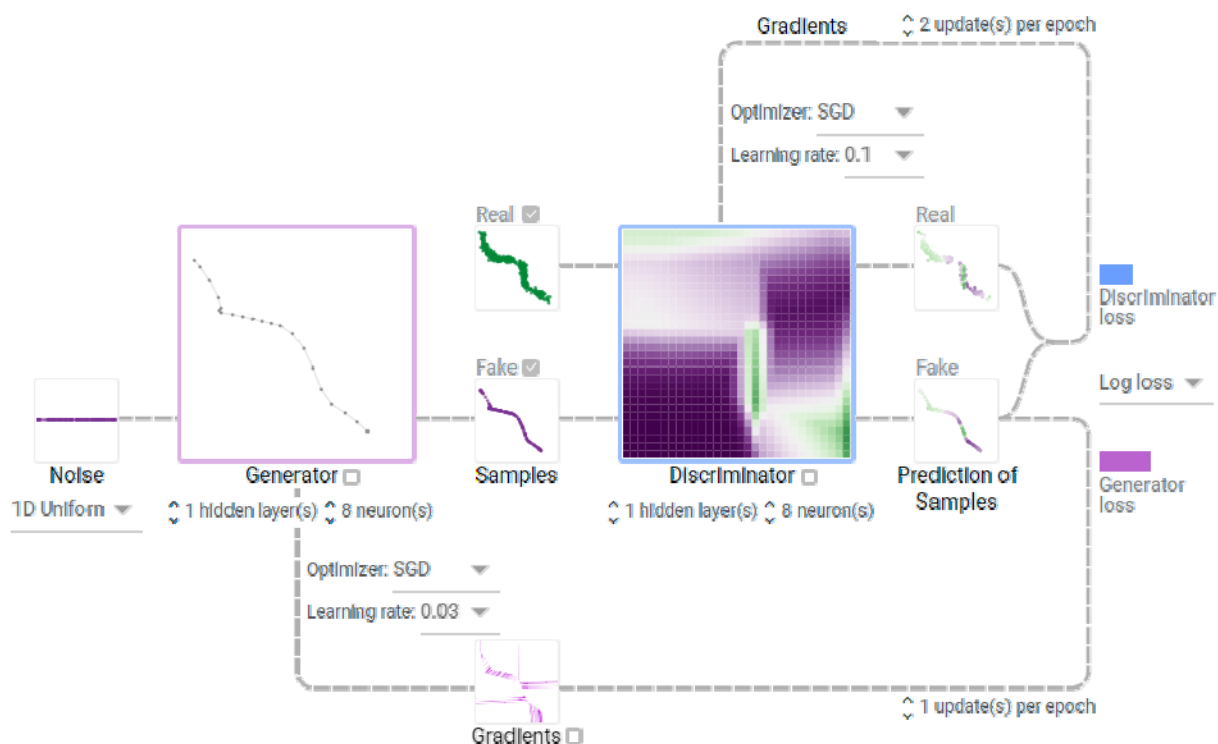 Gradients
2 update(s) per epoch
Optimizer: SGD
Learning rate: 0.1
Real
Real
Discriminator
loss
Fake
Fake
Log loss
Noise
Generator
Samples
Discriminator
Prediction of
Samples
Generator
loss
1D Uniform
1 hidden layer(s)
8 neuron(s)
1 hidden layer(s)
8 neuron(s)
Optimizer: SGD
Learning rate: 0.03
1 update(s) per epoch
Gradients